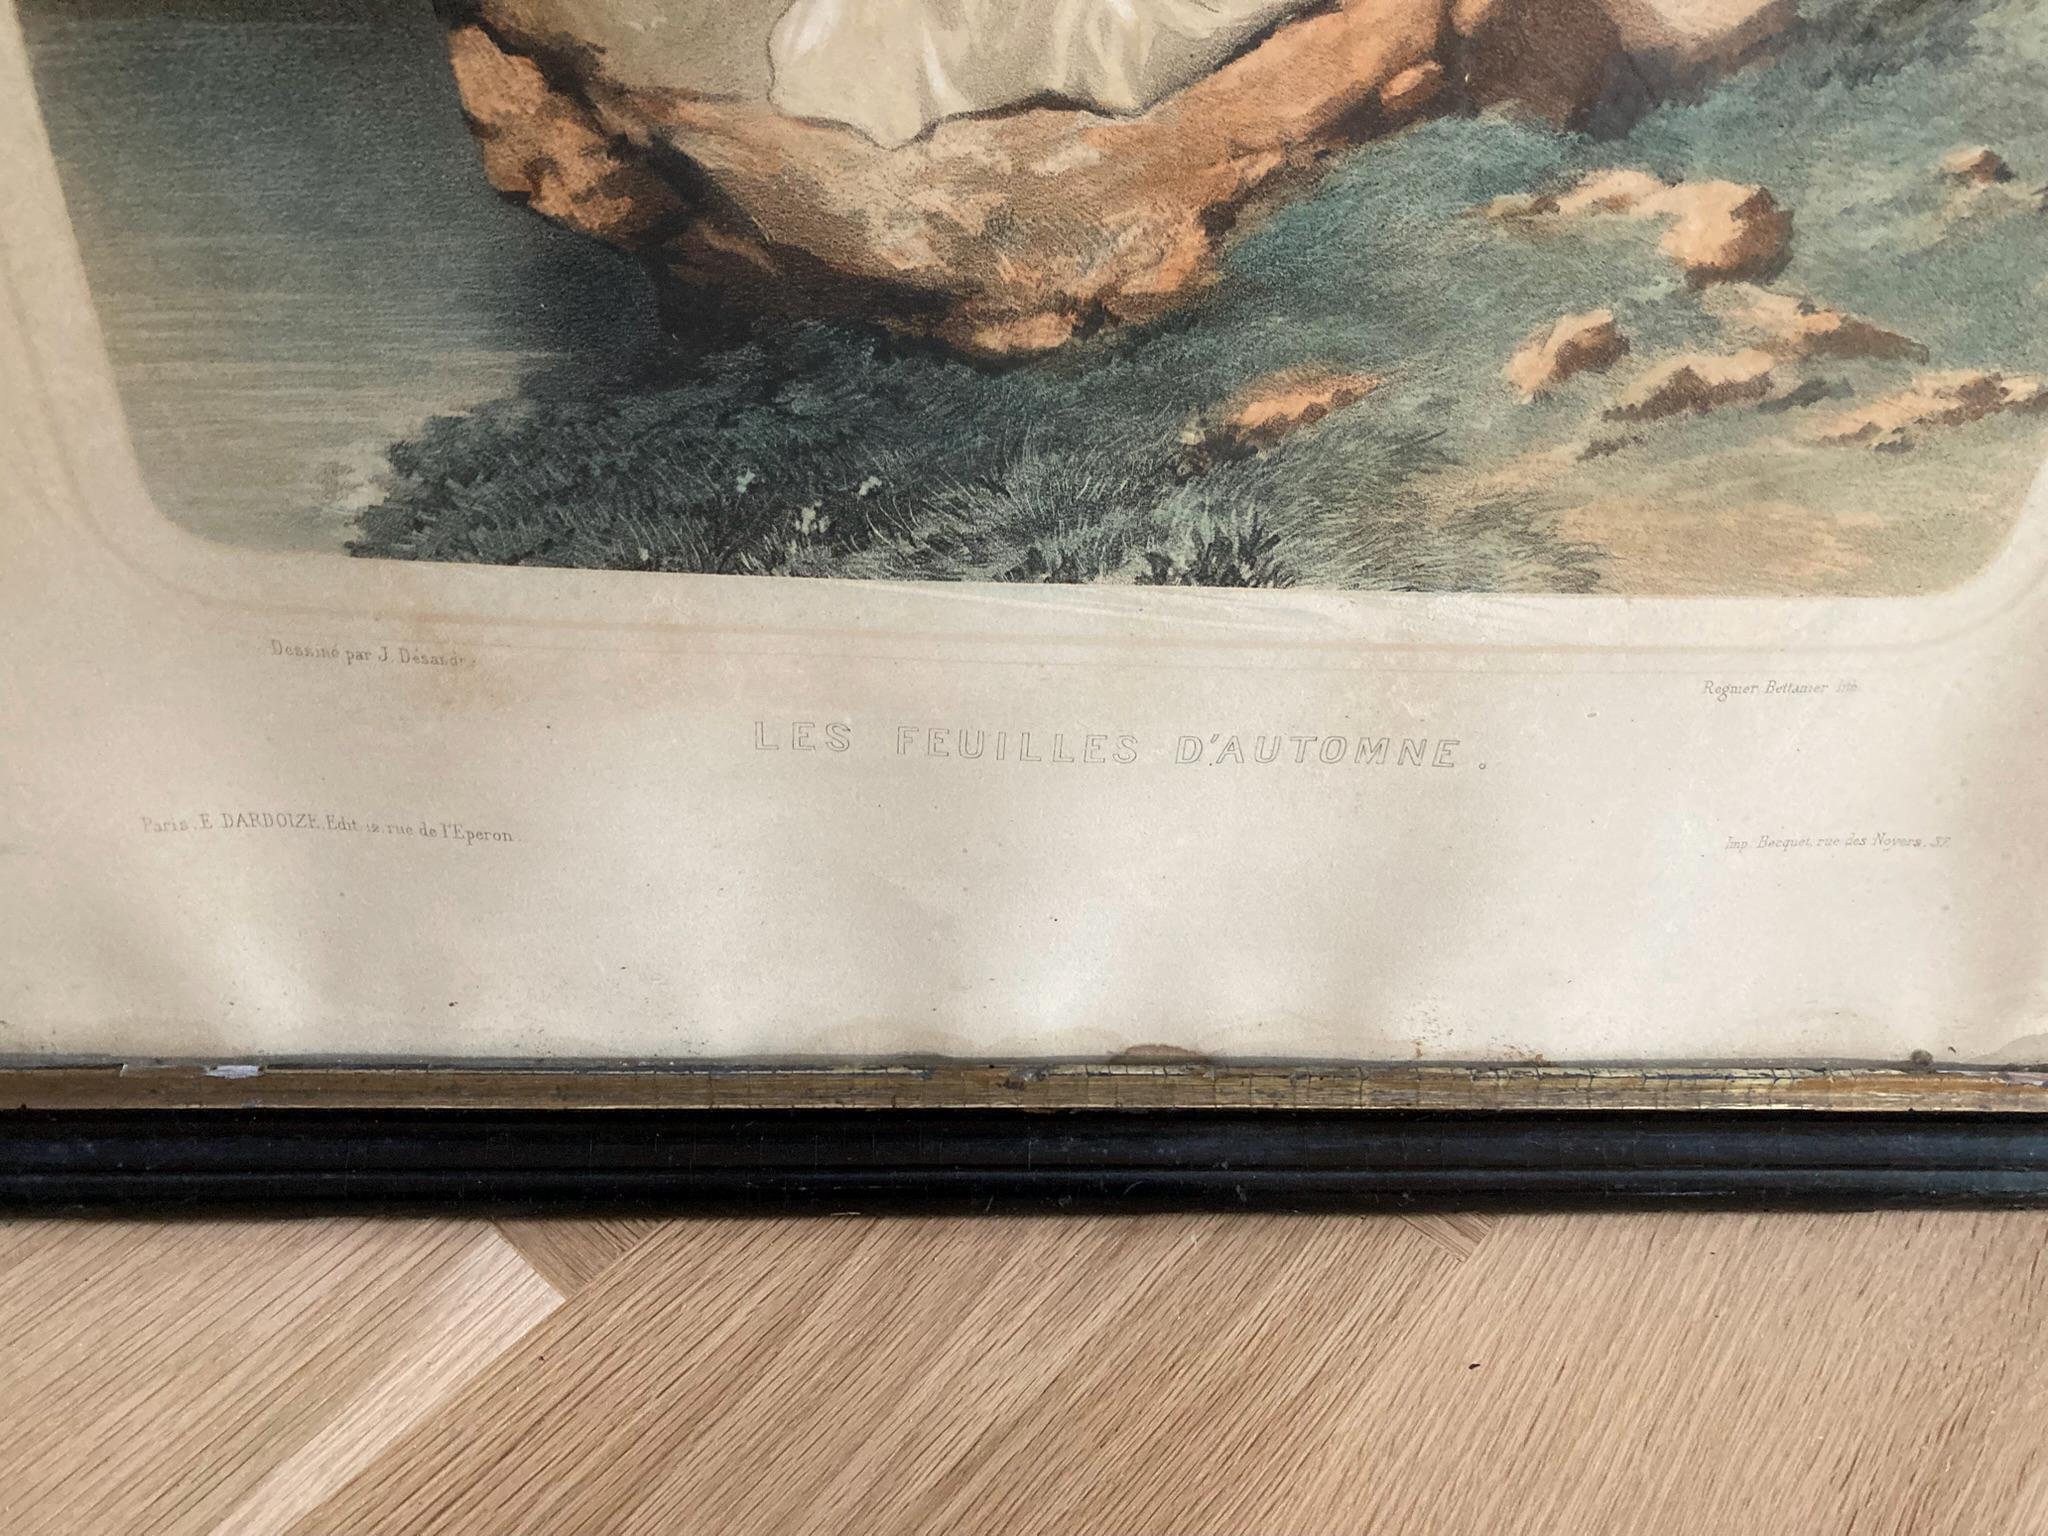 Dessiné par J. Désandré
Regnier Bettanier lith.
LES FEUILLES D'AUTOMNE.
Paris, E. DARDOIZE, Edit. 12, rue de l'Eperon.
Imp. Becquet, rue des Noyers, 37.